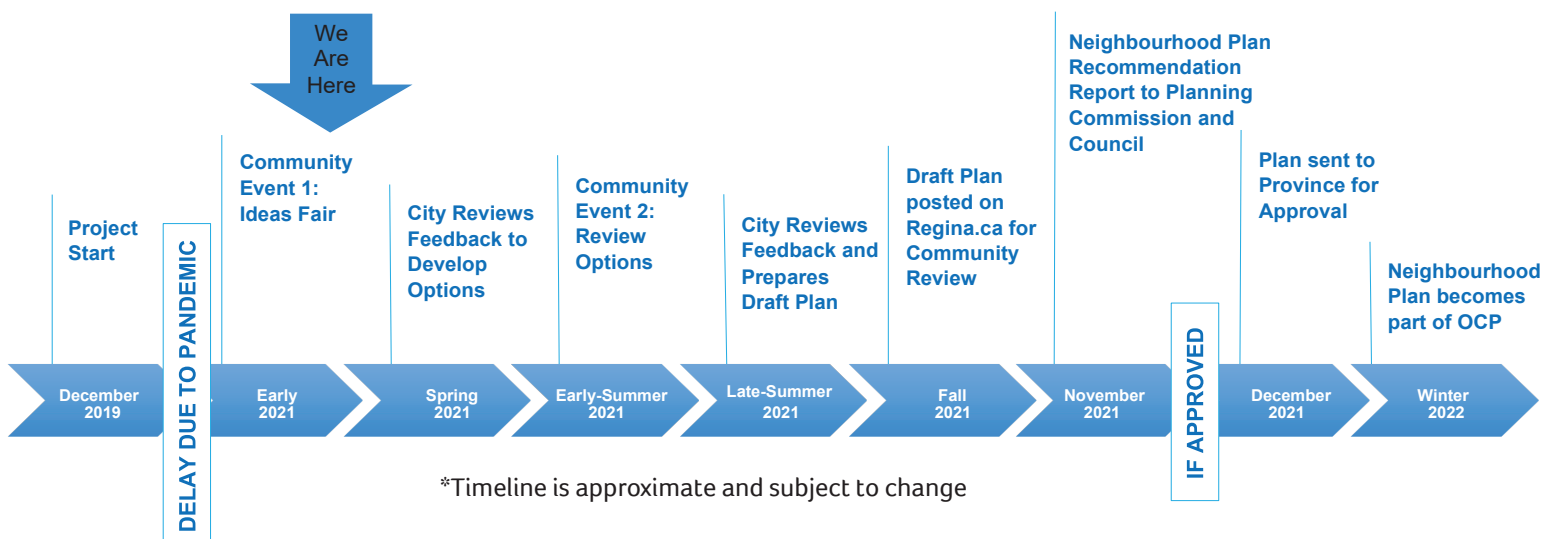 We
Are
Here
Project
Start
DELAY DUE TO PANDEMIC
Community
Event 1:
Ideas Fair
City Reviews
Feedback to
Develop
Options
Community
Event 2:
Review
Options
City Reviews
Feedback and
Prepares
Draft Plan
Draft Plan
posted on
Regina.ca for
Community
Review
Neighbourhood Plan
Recommendation
Report to Planning
Commission and
Council
IF APPROVED
Plan sent to
Province for
Approval
Neighbourhood
Plan becomes
part of OCP
December
2019
Early
2021
Spring
2021
Early-Summer
2021
Late-Summer
2021
Fall
2021
November
2021
December
2021
Winter
2022
*Timeline is approximate and subject to change